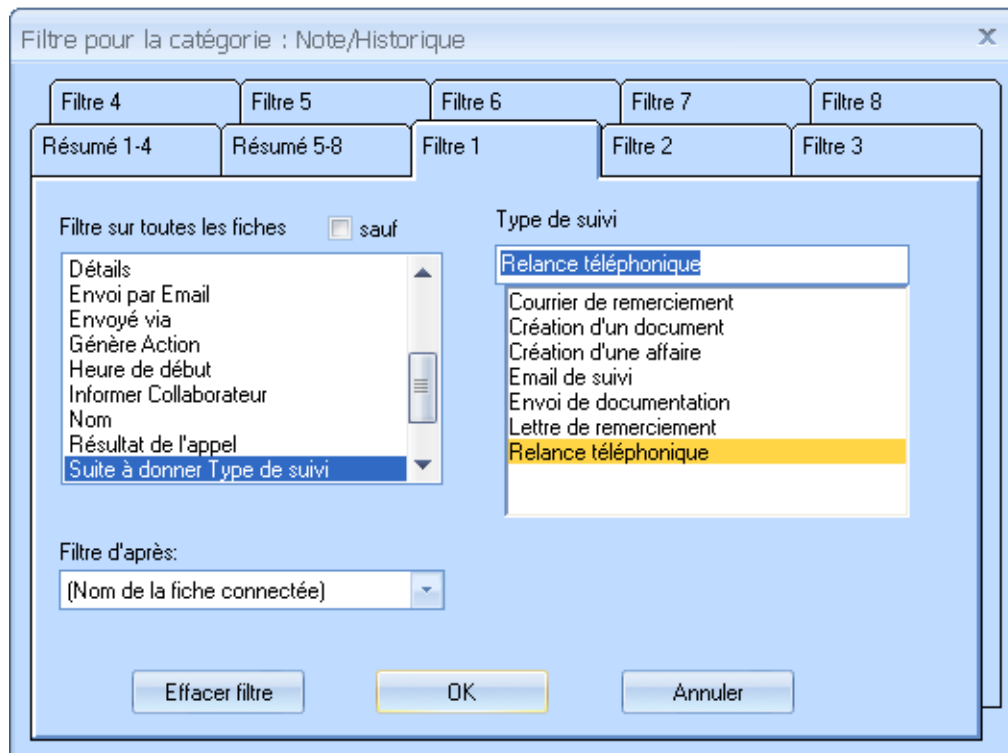 Filtre pour la catégorie : Note/Historique
x
Filtre 4
Filtre 5
Filtre 6
Filtre 7
Filtre 8
Résumé 1-4
Résumé 5-8
Filtre 1
Filtre 2
Filtre 3
Filtre sur toutes les fiches
sauf
Détails
Envoi par Email
Envoyé via
Génère Action
Heure de début
Informer Collaborateur
Nom
Résultat de l'appel
Suite à donner Type de suivi
Type de suivi
Relance téléphonique
Courrier de remerciement
Création d'un document
Création d'une affaire
Email de suivi
Envoi de documentation
Lettre de remerciement
Relance téléphonique
Filtre d'après:
(Nom de la fiche connectée)
Effacer filtre
OK
Annuler